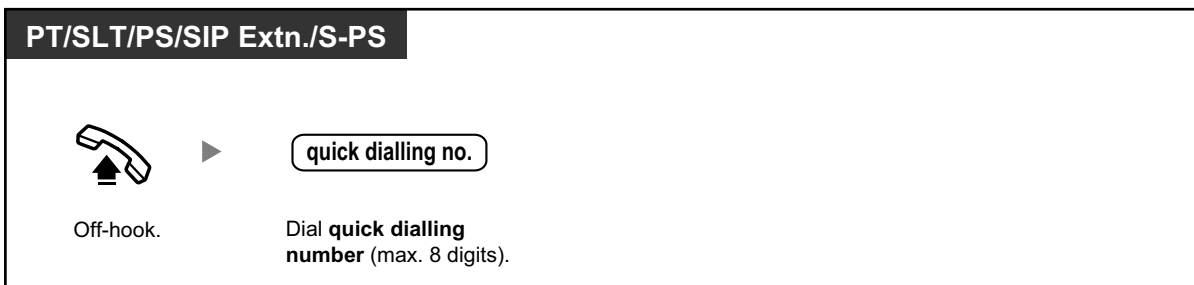 PT/SLT/PS/SIP Extn./S-PS
quick dialling no.
Off-hook.
Dial quick dialling
number (max. 8 digits).